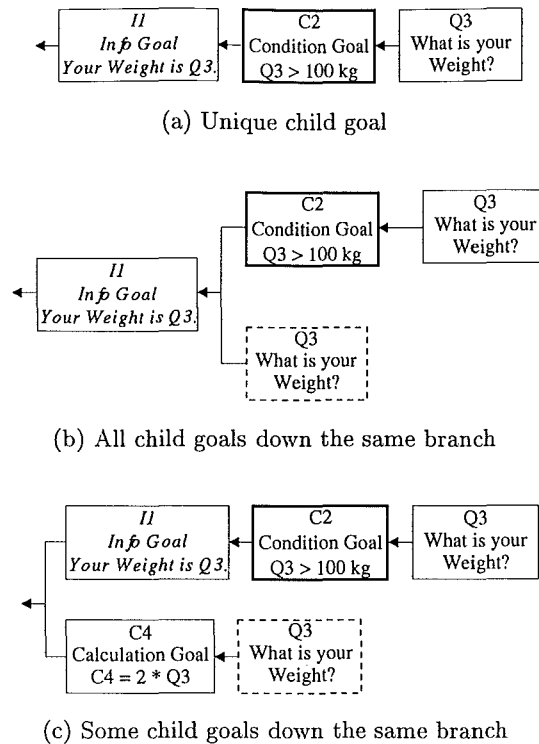 I1
Info Goal
Your Weight is Q3.
C2
Condition Goal
Q3 > 100 kg
Q3
What is your
Weight?
(a) Unique child goal
C2
Condition Goal
Q3 > 100 kg
Q3
What is your
Weight?
I1
Info Goal
Your Weight is Q3.
Q3
What is your
Weight?
(b) All child goals down the same branch
I1
Info Goal
Your Weight is Q3.
C2
Condition Goal
Q3 > 100 kg
Q3
What is your
Weight?
C4
Calculation Goal
C4 = 2 * Q3
Q3
What is your
Weight?
(c) Some child goals down the same branch